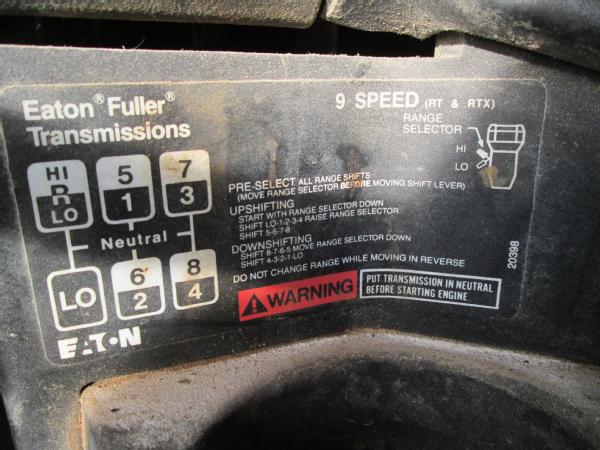 Eaton® Fuller®
Transmissions
9 SPEED (RT & RTX)
RANGE
SELECTOR
HI
LO
HI
R
LO
5
1
7
3
Neutral
LO
6
2
8
4
EATON
PRE-SELECT ALL RANGE SHIFTS
(MOVE RANGE SELECTOR BEFORE MOVING SHIFT LEVER)
UPSHIFTING
START WITH RANGE SELECTOR DOWN
SHIFT LO-1-2-3-4 RAISE RANGE SELECTOR
SHIFT 5-6-7-8
DOWNSHIFTING
SHIFT 8-7-6-5 MOVE RANGE SELECTOR DOWN
SHIFT 4-3-2-1-LO
DO NOT CHANGE RANGE WHILE MOVING IN REVERSE
WARNING
PUT TRANSMISSION IN NEUTRAL
BEFORE STARTING ENGINE
20398